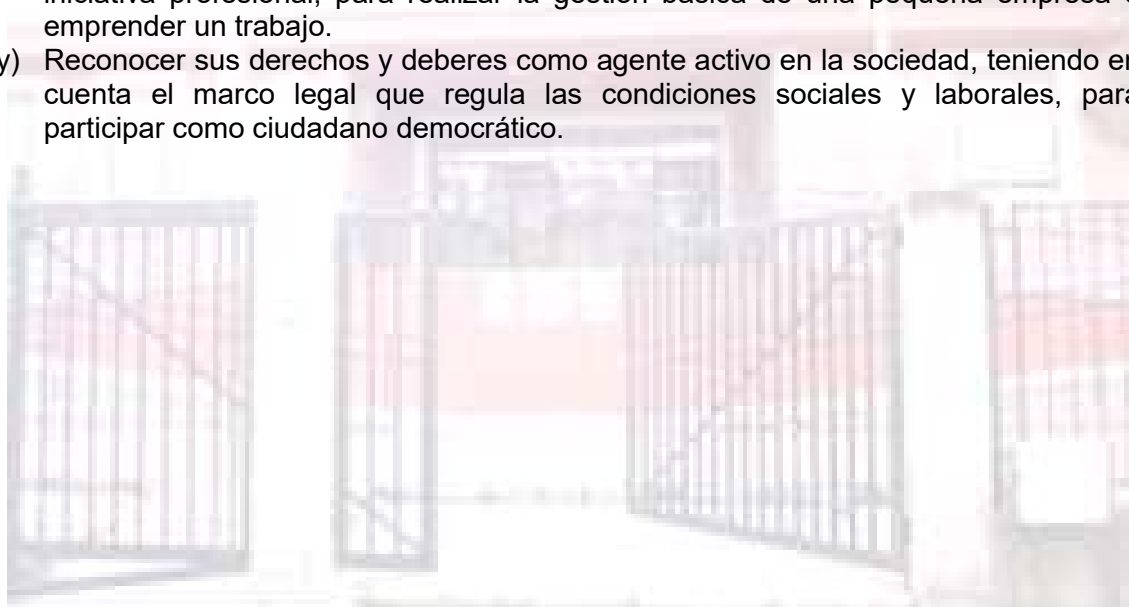 iniciativa profesional, para realizar la gestión básica de una pequeña empresa
emprender un trabajo.
y) Reconocer sus derechos y deberes como agente activo en la sociedad, teniendo en
cuenta el marco legal que regula las condiciones sociales y laborales, para
participar como ciudadano democrático.